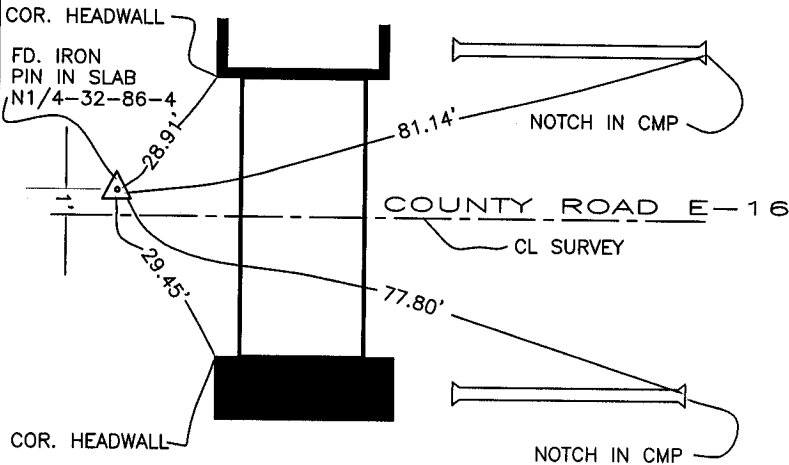 COR. HEADWALL
FD. IRON
PIN IN SLAB
N1/4-32-86-4
28.91'
81.14'
NOTCH IN CMP
1'
COUNTY ROAD E-16
CL SURVEY
29.45'
77.80'
COR. HEADWALL
NOTCH IN CMP